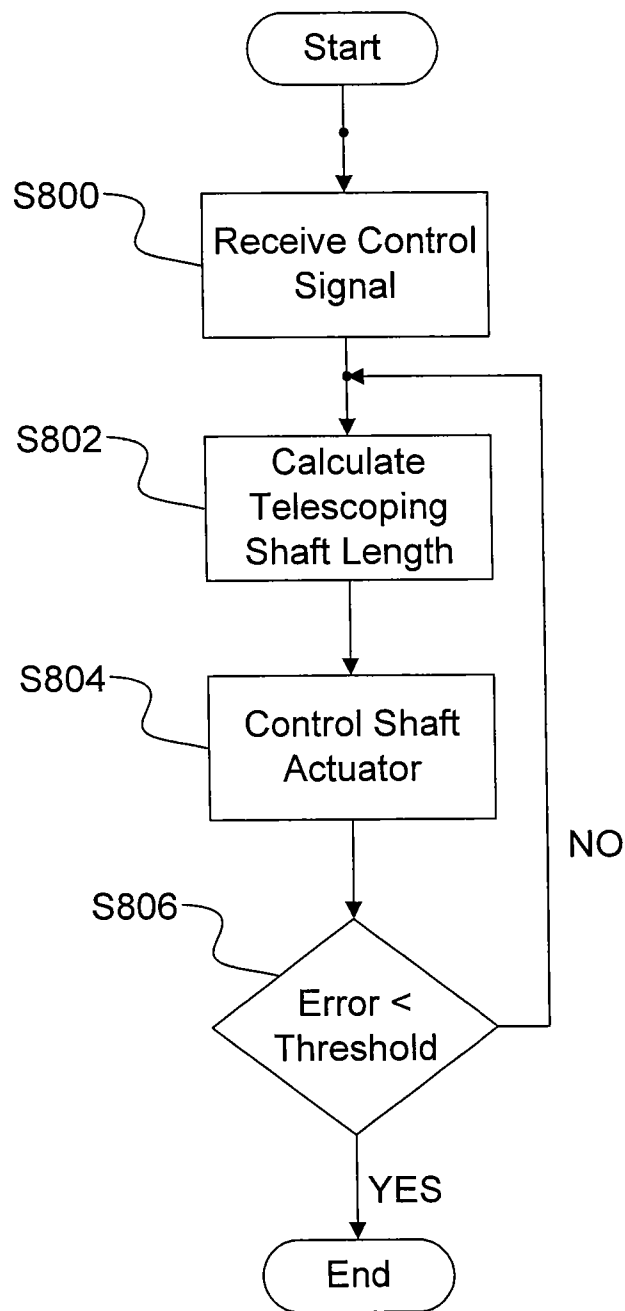 Start
S800
Receive Control
Signal
S802
Calculate
Telescoping
Shaft Length
S804
Control Shaft
Actuator
NO
S806
Error <
Threshold
YES
End